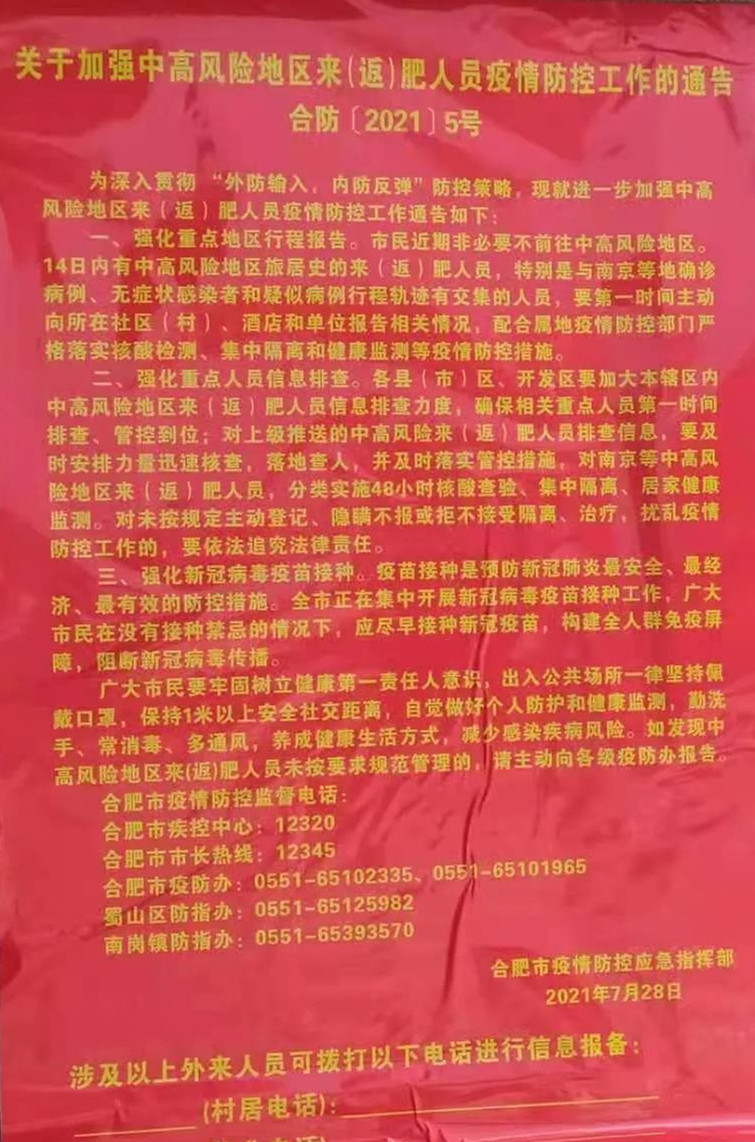 关于加强中高风险地区来(返)肥人员疫情防控工作的通告
合防〔2021〕5号
为深入贯彻“外防输入，内防反弹”防控策略，现就进一步加强中高
风险地区来（返）肥人员疫情防控工作通告如下：
一、强化重点地区行程报告。市民近期非必要不前往中高风险地区。
14日内有中高风险地区旅居史的来（返）肥人员，特别是与南京等地确诊
病例、无症状感染者和疑似病例行程轨迹有交集的人员，要第一时间主动
向所在社区（村）、酒店和单位报告相关情况，配合属地疫情防控部门严
格落实核酸检测、集中隔离和健康监测等疫情防控措施。
二、强化重点人员信息排查。各县（市）区、开发区要加大本辖区内
中高风险地区来（返）肥人员信息排查力度，确保相关重点人员第一时间
排查、管控到位；对上级推送的中高风险来（返）肥人员排查信息，要及
时安排力量迅速核查，落地查人，并及时落实管控措施，对南京等中高风
险地区来（返）肥人员，分类实施48小时核酸查验、集中隔离、居家健康
监测。对未按规定主动登记、隐瞒不报或拒不接受隔离、治疗，扰乱疫情
防控工作的，要依法追究法律责任。
三、强化新冠病毒疫苗接种。疫苗接种是预防新冠肺炎最安全、最经
济、最有效的防控措施。全市正在集中开展新冠病毒疫苗接种工作，广大
市民在没有接种禁忌的情况下，应尽早接种新冠疫苗，构建全人群免疫屏
障，阻断新冠病毒传播。
广大市民要牢固树立健康第一责任人意识，出入公共场所一律坚持佩
戴口罩，保持1米以上安全社交距离，自觉做好个人防护和健康监测，勤洗
手、常消毒、多通风，养成健康生活方式，减少感染疾病风险。如发现中
高风险地区来(返)肥人员未按要求规范管理的，请主动向各级疫防办报告。
合肥市疫情防控监督电话：
合肥市疾控中心：12320
合肥市市长热线：12345
合肥市疫防办：0551-65102335、0551-65101965
蜀山区防指办：0551-65125982
南岗镇防指办：0551-65393570
合肥市疫情防控应急指挥部
2021年7月28日
涉及以上外来人员可拨打以下电话进行信息报备：
(村居电话)：